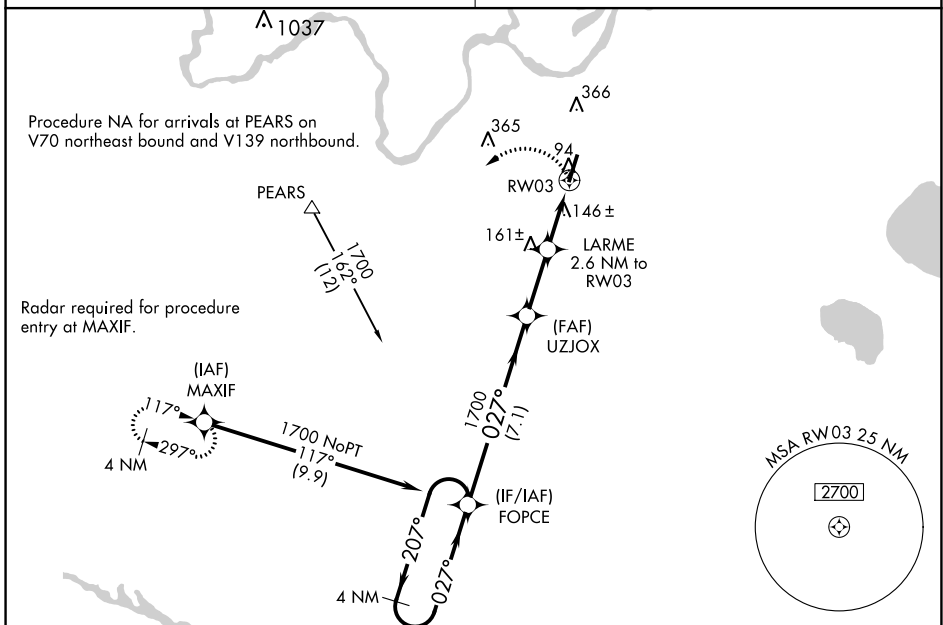 1037
Procedure NA for arrivals at PEARS on
V70 northeast bound and V139 northbound.
366
365
94
RW03
146 ±
PEARS
161±
LARME
2.6 NM to
RW03
1700
162°
(12)
Radar required for procedure
entry at MAXIF.
(FAF)
UZJOX
(IAF)
MAXIF
117°
297°
4 NM
1700 NoPT
117°
(9.9)
1700
027°
(7.1)
MSA RW03 25 NM
2700
(IF/IAF)
FOPCE
207°
027°
4 NM